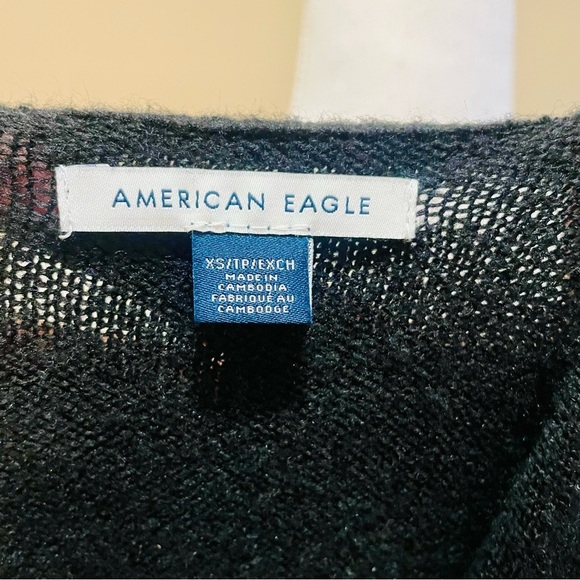 AMERICAN EAGLE
XS/TP/EXCH
MADE IN
CAMBODIA
FABRIQUÉ AU
CAMBODGE